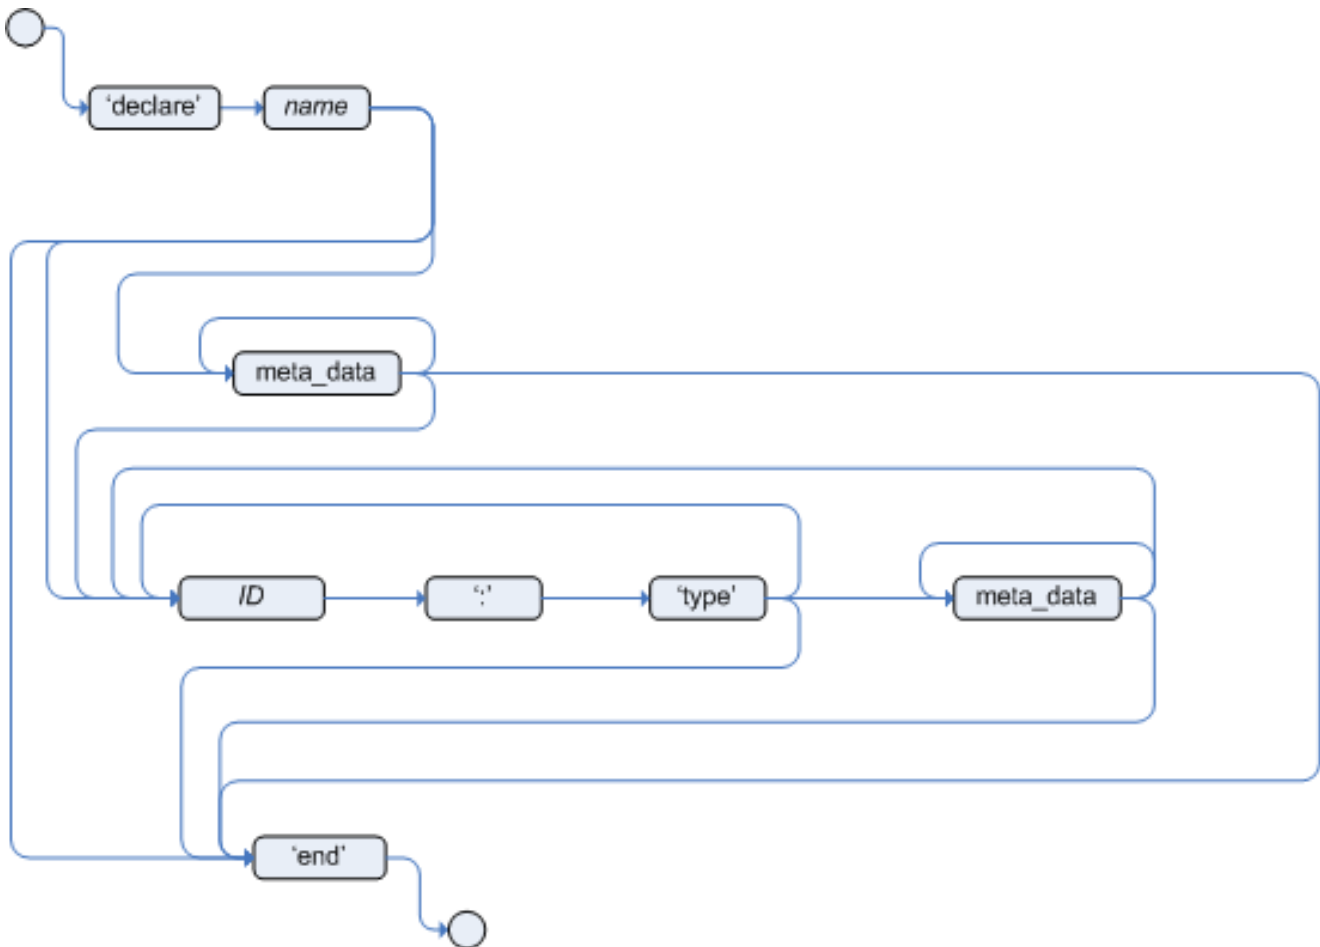 ‘declare’ name
meta_data
ID ‘:’ ‘type’ meta_data
‘end’